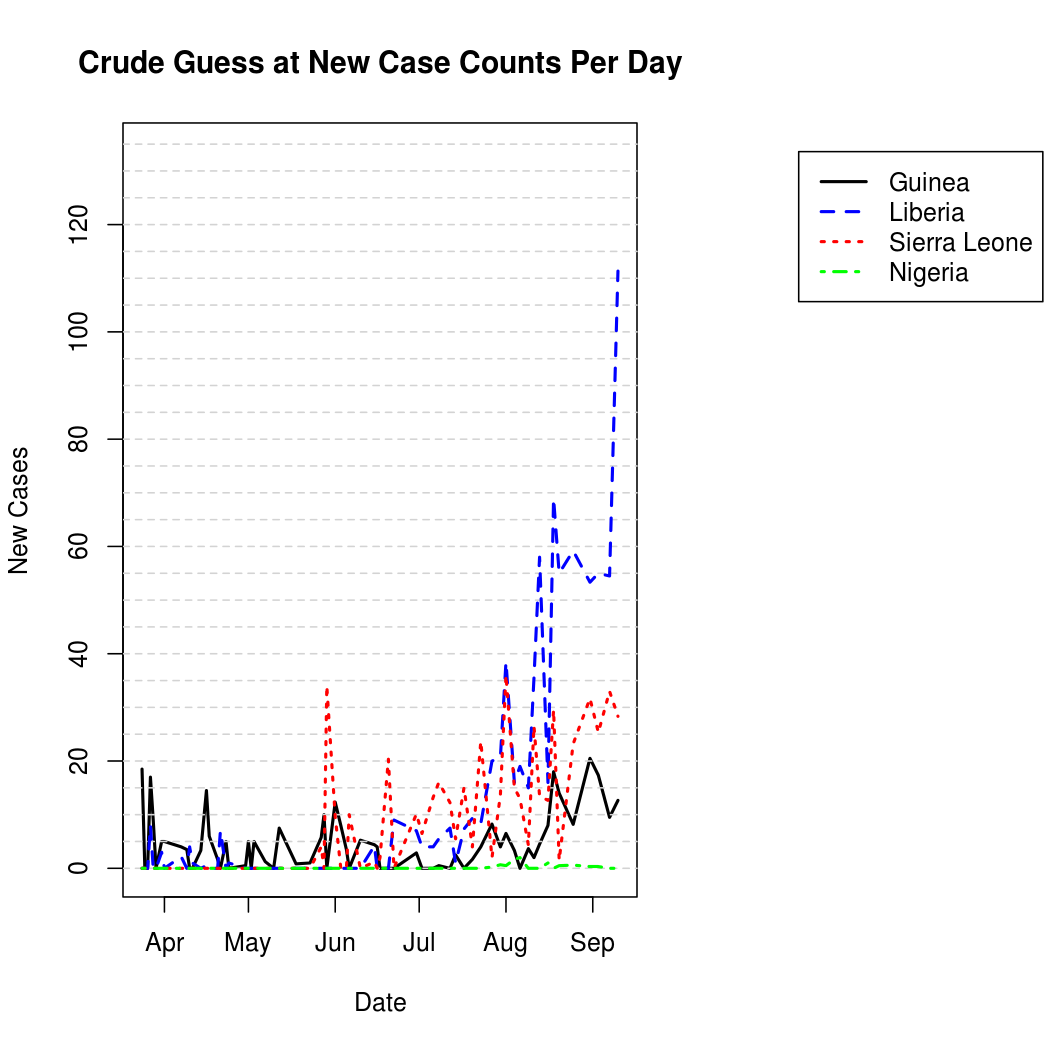 Crude Guess at New Case Counts Per Day
Guinea
Liberia
Sierra Leone
Nigeria
New Cases
120
100
80
60
40
20
0
Apr May Jun Jul Aug Sep
Date